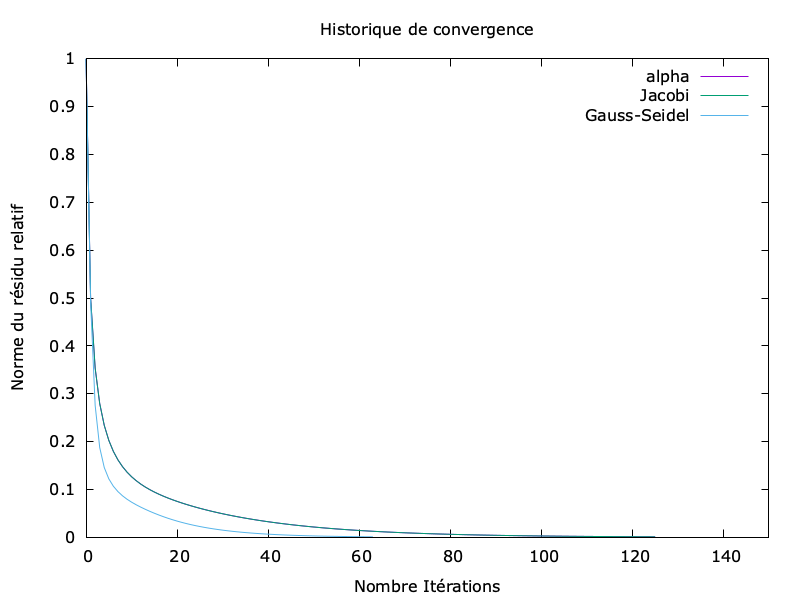 Historique de convergence
alpha
Jacobi
Gauss-Seidel
1
0.9
0.8
0.7
0.6
0.5
0.4
0.3
0.2
0.1
0
Norme du résidu relatif
0 20 40 60 80 100 120 140
Nombre Itérations